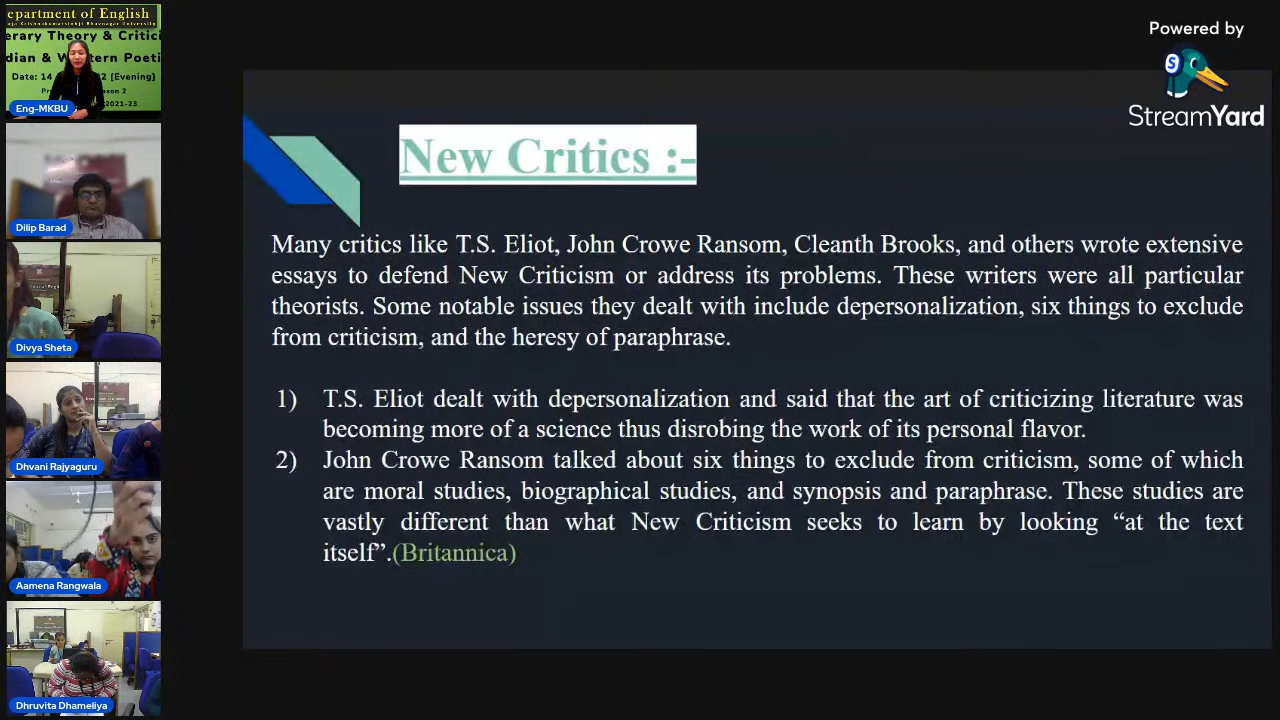 epartment of English
erary Theory & Critici
dian & W tern Poeti
Date: 14 2 [Evening]
2021-23
Eng-MKBU
Dilip Barad
Divya Sheta
Dhvani Rajyaguru
Aamena Rangwala
Dhruvita Dhameliya
Powered by
StreamYard
New Critics :-
Many critics like T.S. Eliot, John Crowe Ransom, Cleanth Brooks, and others wrote extensive
essays to defend New Criticism or address its problems. These writers were all particular
theorists. Some notable issues they dealt with include depersonalization, six things to exclude
from criticism, and the heresy of paraphrase.
1) T.S. Eliot dealt with depersonalization and said that the art of criticizing literature was
becoming more of a science thus disrobing the work of its personal flavor.
2) John Crowe Ransom talked about six things to exclude from criticism, some of which
are moral studies, biographical studies, and synopsis and paraphrase. These studies are
vastly different than what New Criticism seeks to learn by looking “at the text
itself”.(Britannica)